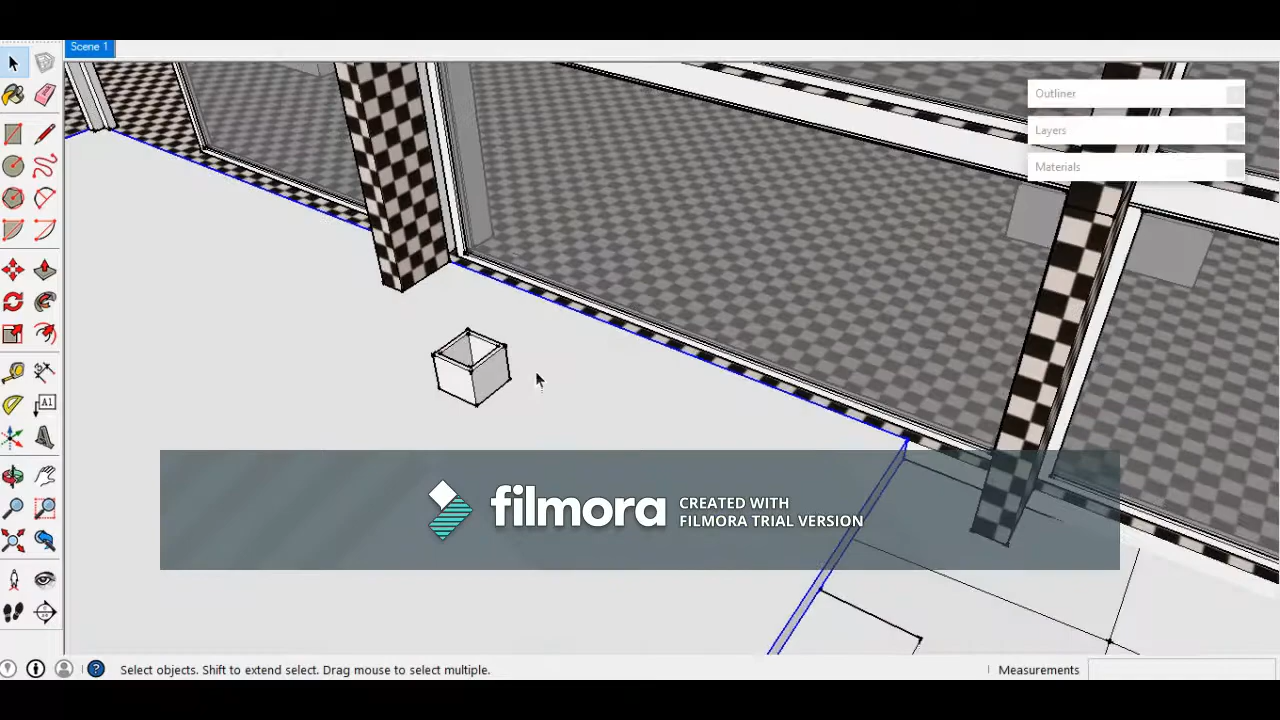 Scene 1
Outliner
Layers
Materials
A1
filmora
CREATED WITH
FILMORA TRIAL VERSION
Select objects. Shift to extend select. Drag mouse to select multiple.
Measurements